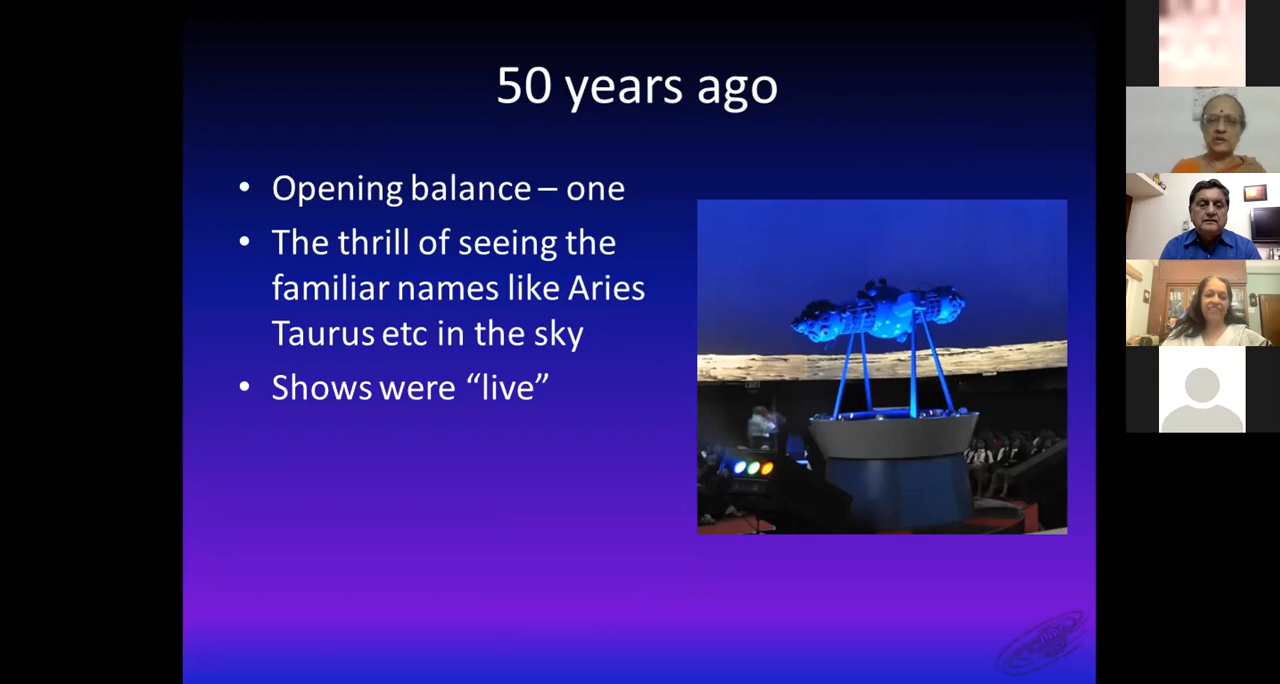 50 years ago
• Opening balance – one
• The thrill of seeing the
familiar names like Aries
Taurus etc in the sky
• Shows were “live”